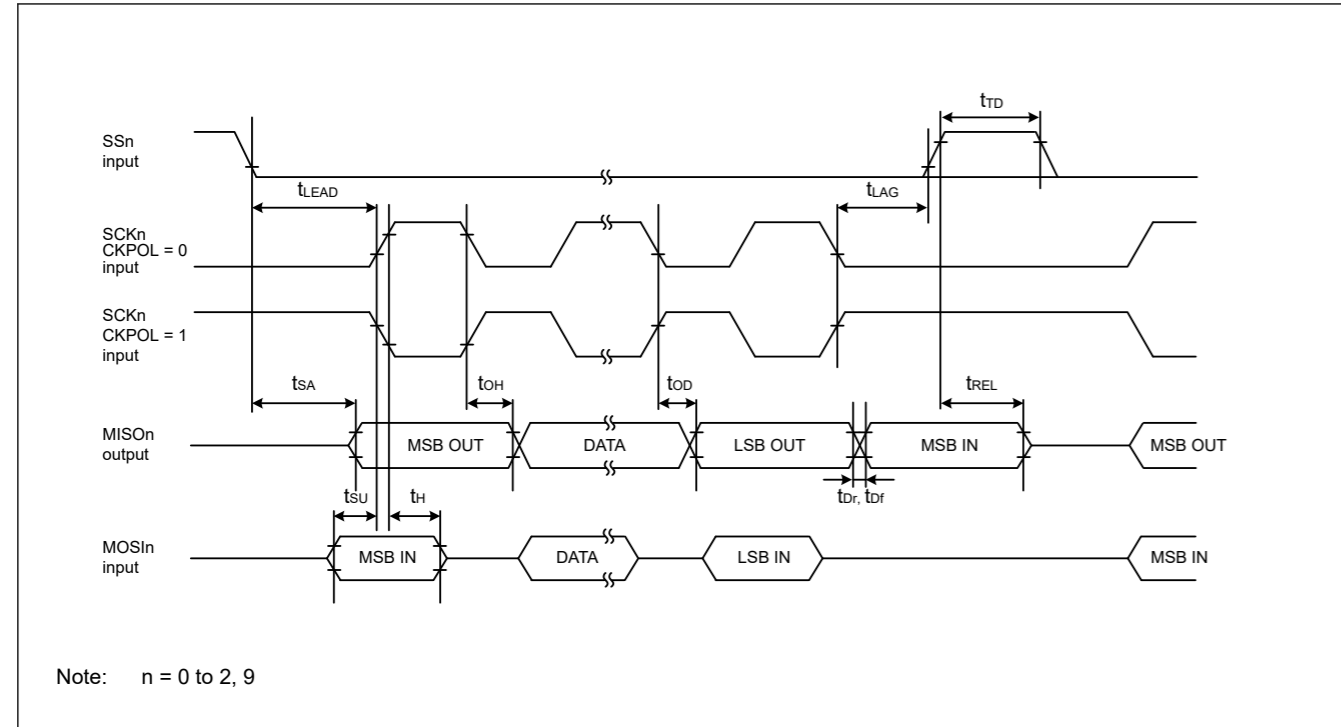 tTD
SSn
input
tLEAD
tLAG
SCKn
CKPOL = 0
input
SCKn
CKPOL = 1
input
tSA
tOH
tOD
tREL
MISOn
output
MSB OUT
DATA
LSB OUT
MSB IN
MSB OUT
tSU
tH
tDr, tDf
MOSIn
input
MSB IN
DATA
LSB IN
MSB IN
Note: n = 0 to 2, 9